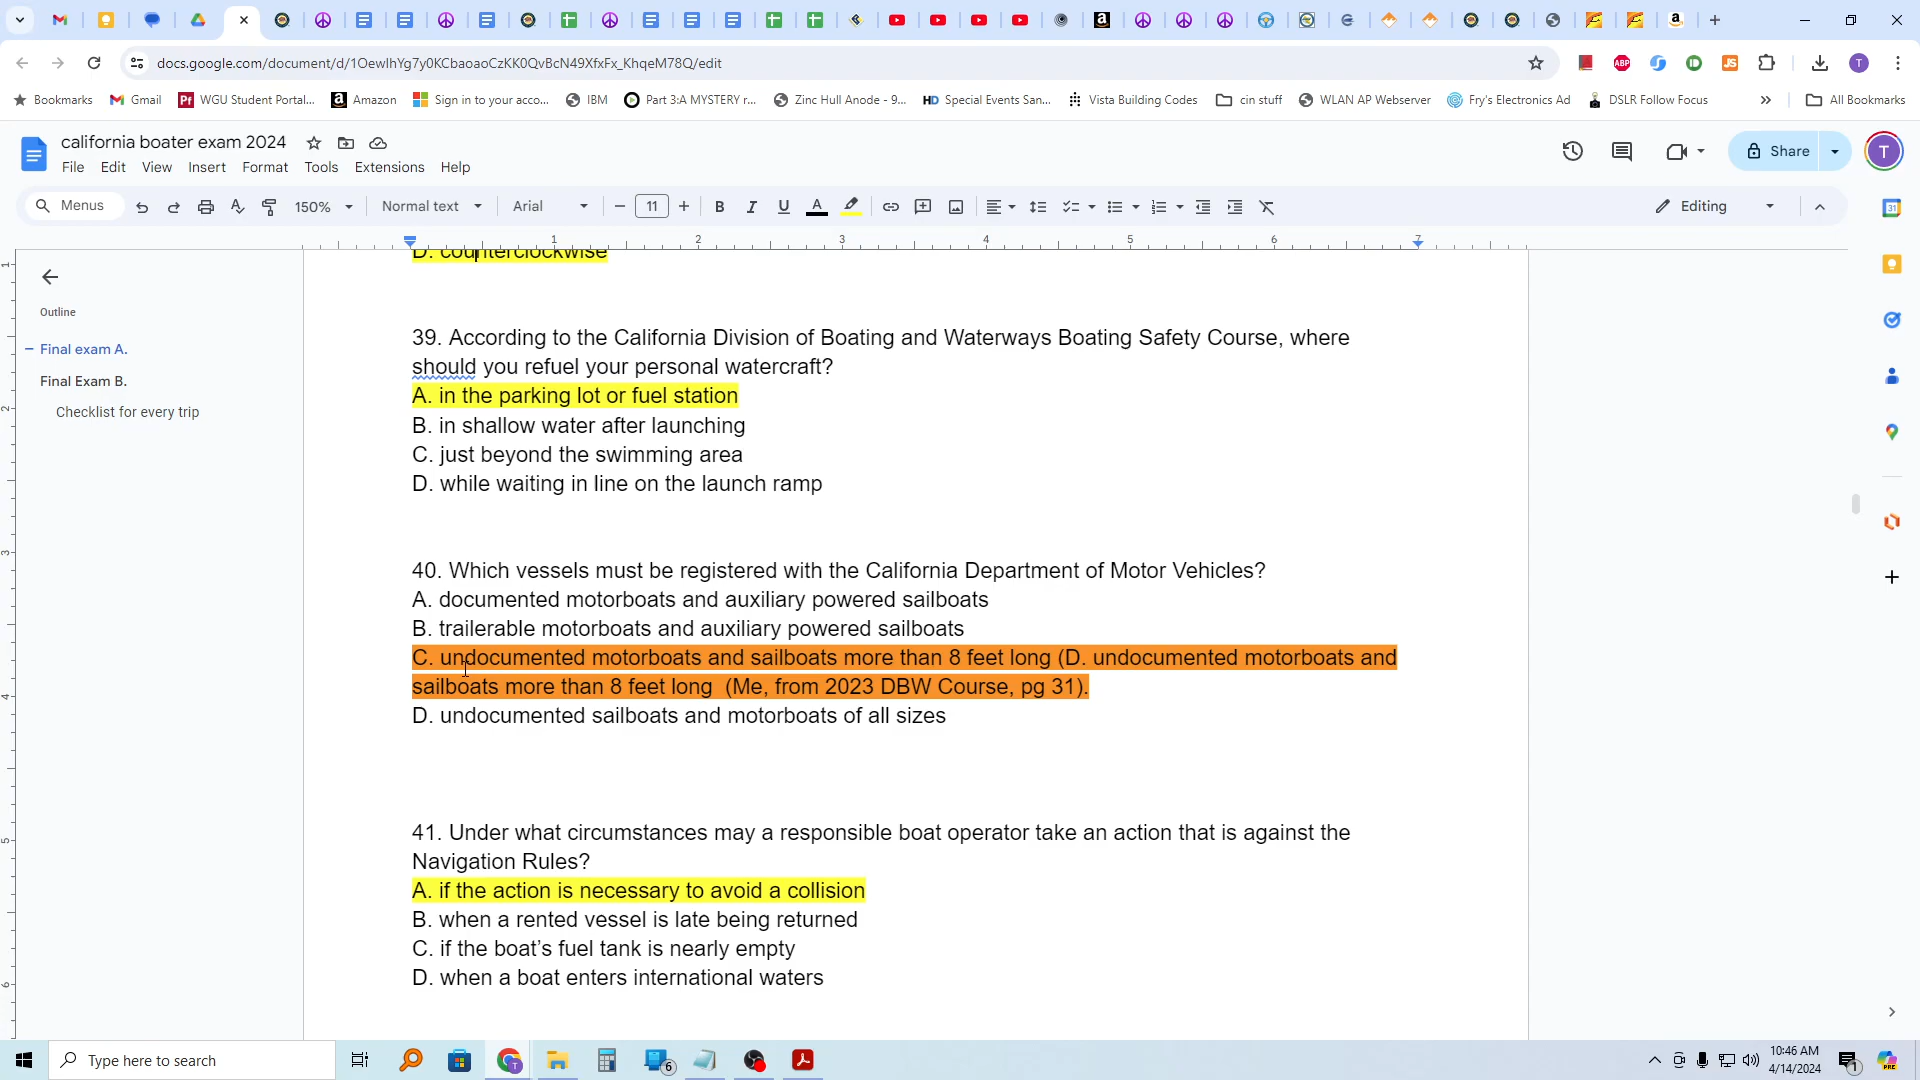 docs.google.com/document/d/1OewlhYg7y0KCbaoaoCzKK0QvBcN49XfxFx_KhqeM78Q/edit
Bookmarks
Gmail
WGU Student Portal...
Amazon
Sign in to your acco...
IBM
Part 3:A MYSTERY r...
Zinc Hull Anode - 9...
Special Events San...
Vista Building Codes
cin stuff
WLAN AP Webserver
Fry's Electronics Ad
DSLR Follow Focus
All Bookmarks
california boater exam 2024
File Edit View Insert Format Tools Extensions Help
Share
T
Menus
150%
Normal text
Arial
11
Editing
1 2 3 4 5 6 7
Outline
Final exam A.
Final Exam B.
Checklist for every trip
D. counterclockwise
39. According to the California Division of Boating and Waterways Boating Safety Course, where
should you refuel your personal watercraft?
A. in the parking lot or fuel station
B. in shallow water after launching
C. just beyond the swimming area
D. while waiting in line on the launch ramp
40. Which vessels must be registered with the California Department of Motor Vehicles?
A. documented motorboats and auxiliary powered sailboats
B. trailerable motorboats and auxiliary powered sailboats
C. undocumented motorboats and sailboats more than 8 feet long (D. undocumented motorboats and
sailboats more than 8 feet long  (Me, from 2023 DBW Course, pg 31).
D. undocumented sailboats and motorboats of all sizes
41. Under what circumstances may a responsible boat operator take an action that is against the
Navigation Rules?
A. if the action is necessary to avoid a collision
B. when a rented vessel is late being returned
C. if the boat’s fuel tank is nearly empty
D. when a boat enters international waters
Type here to search
10:46 AM
4/14/2024